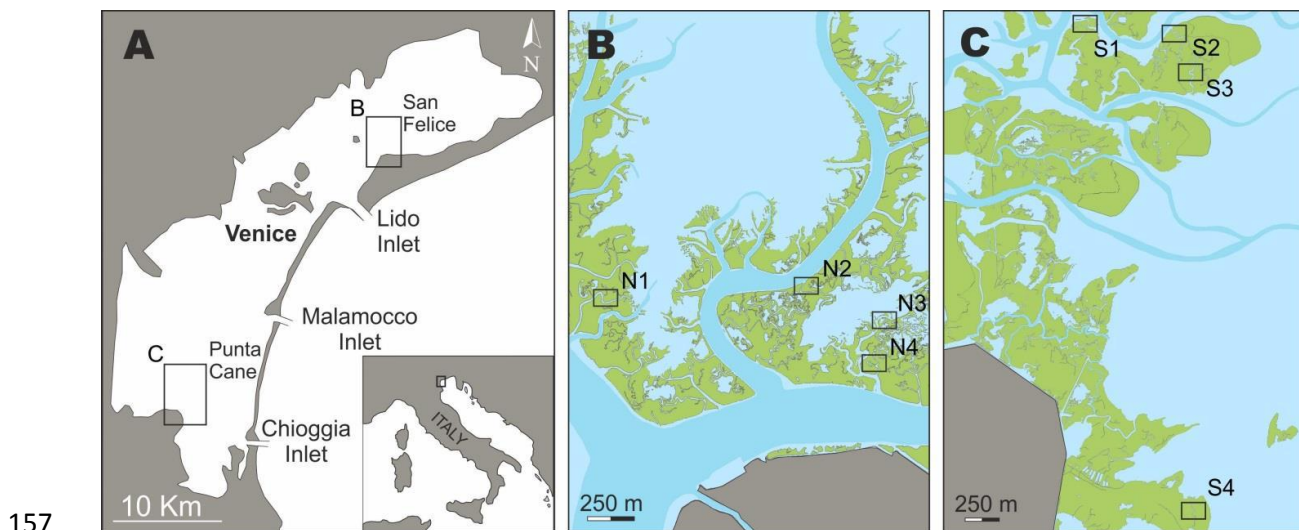 A
N
B
San
Felice
Venice
Lido
Inlet
Malamocco
Inlet
C
Punta
Cane
Chioggia
Inlet
ITALY
10 Km
B
N1
N2
N3
N4
250 m
C
S1
S2
S3
S4
250 m
157